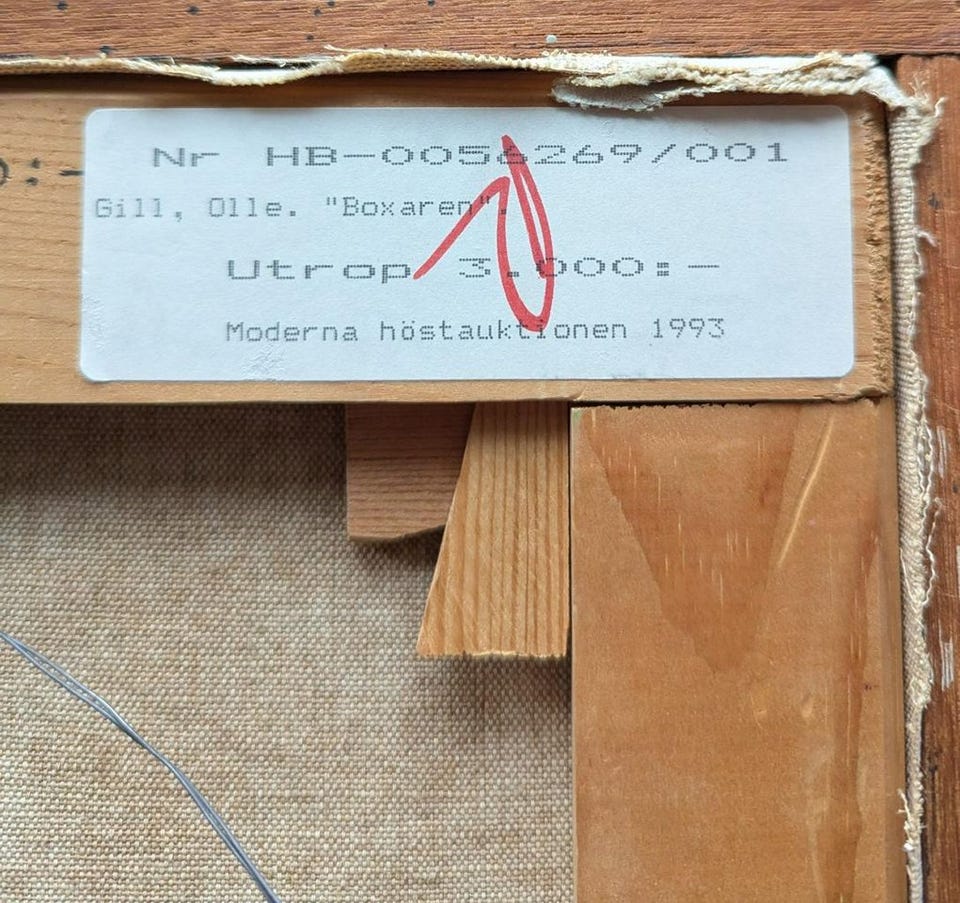 Nr HB-0056269/001
Gill, Olle. "Boxaren".
Utrop 3.000:-
Moderna höstauktionen 1993
:-